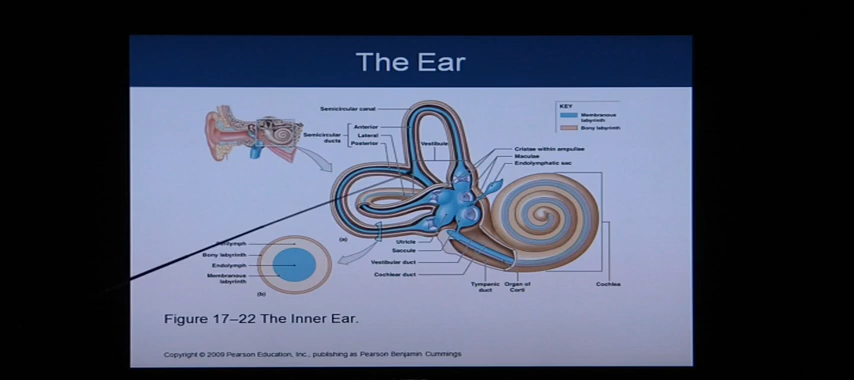 The Ear
Semicircular canal
KEY
Membranous
labyrinth
Bony labyrinth
Semicircular
ducts
Anterior
Lateral
Posterior
Vestibule
Cristae within ampullae
Maculae
Endolymphatic sac
(a)
Utricle
Saccule
Vestibular duct
Cochlear duct
Tympanic
duct
Organ of
Corti
Cochlea
Perilymph
Bony labyrinth
Endolymph
Membranous
labyrinth
(b)
Figure 17–22 The Inner Ear.
Copyright © 2009 Pearson Education, Inc., publishing as Pearson Benjamin Cummings